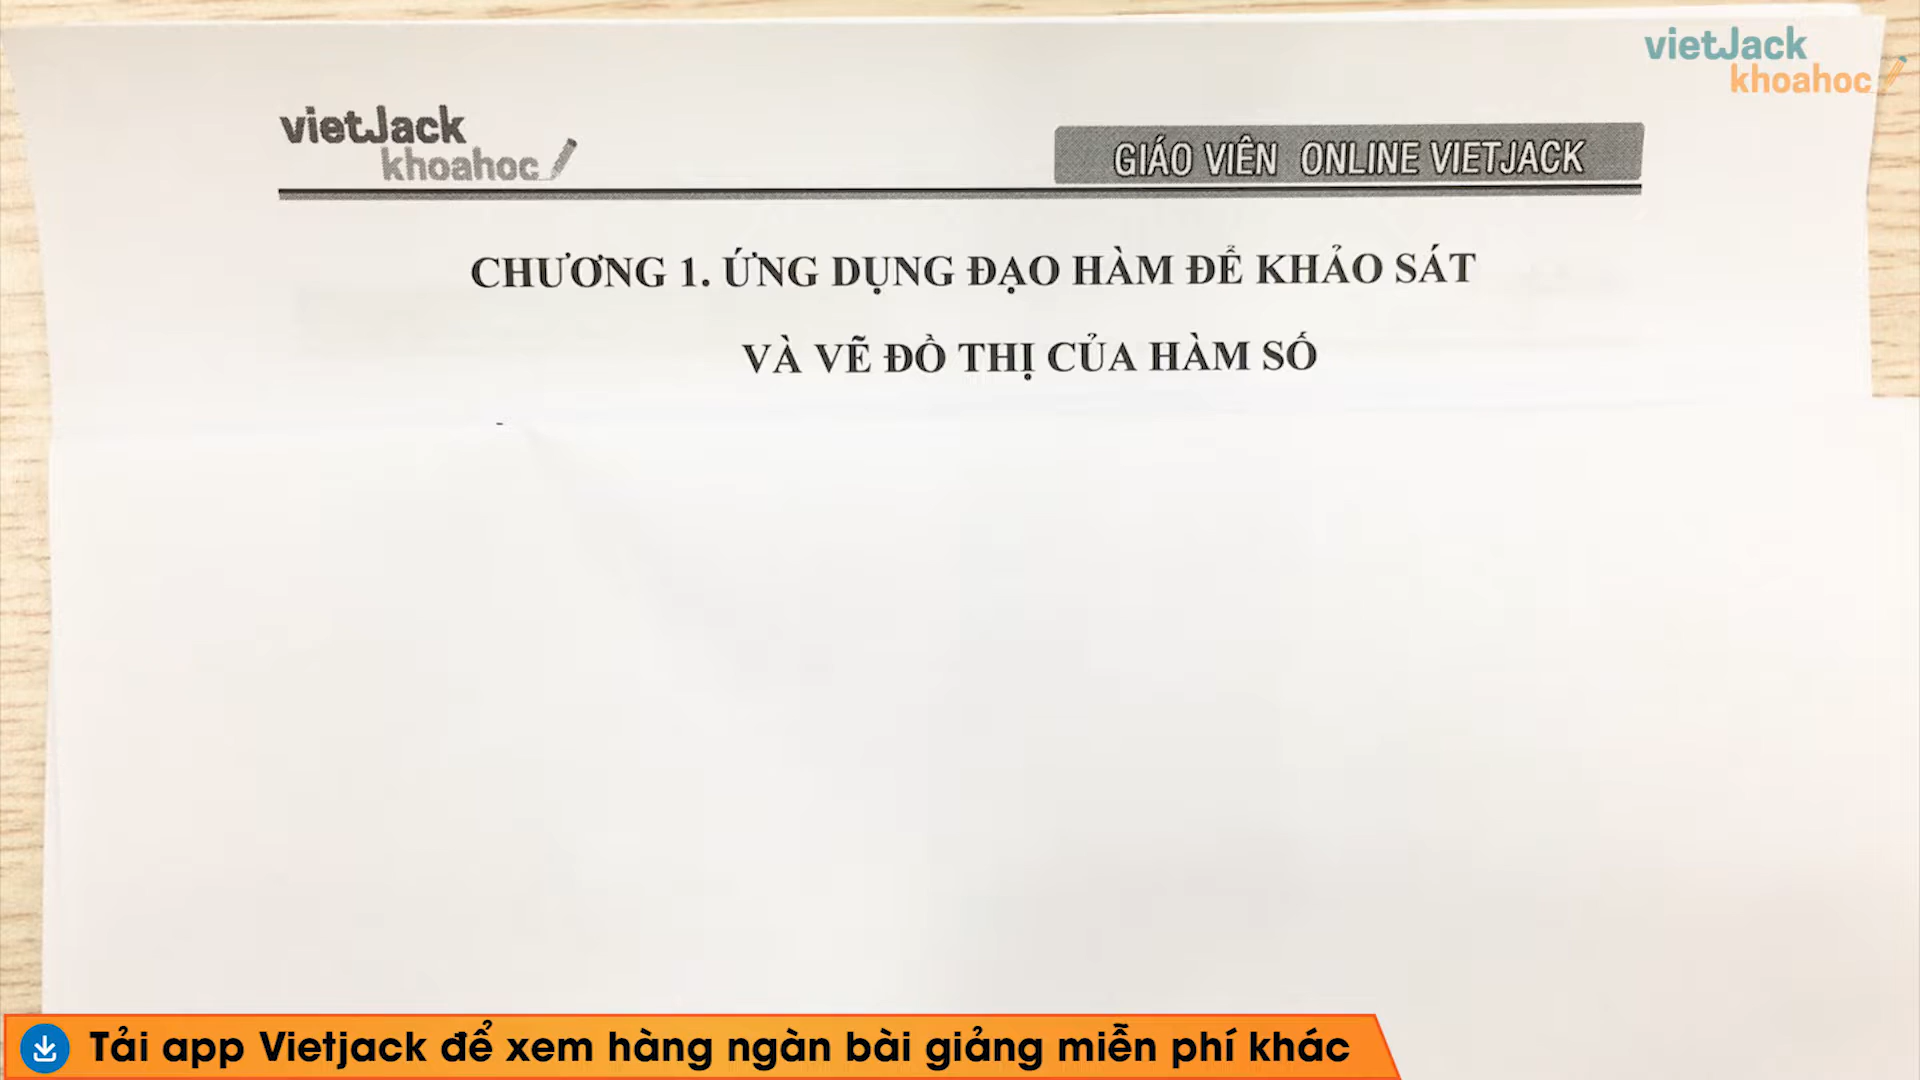 vietJack
khoahoc
vietJack
khoahoc
GIÁO VIÊN ONLINE VIETJACK
CHƯƠNG 1. ỨNG DỤNG ĐẠO HÀM ĐỂ KHẢO SÁT
VÀ VẼ ĐỒ THỊ CỦA HÀM SỐ
Tải app Vietjack để xem hàng ngàn bài giảng miễn phí khác